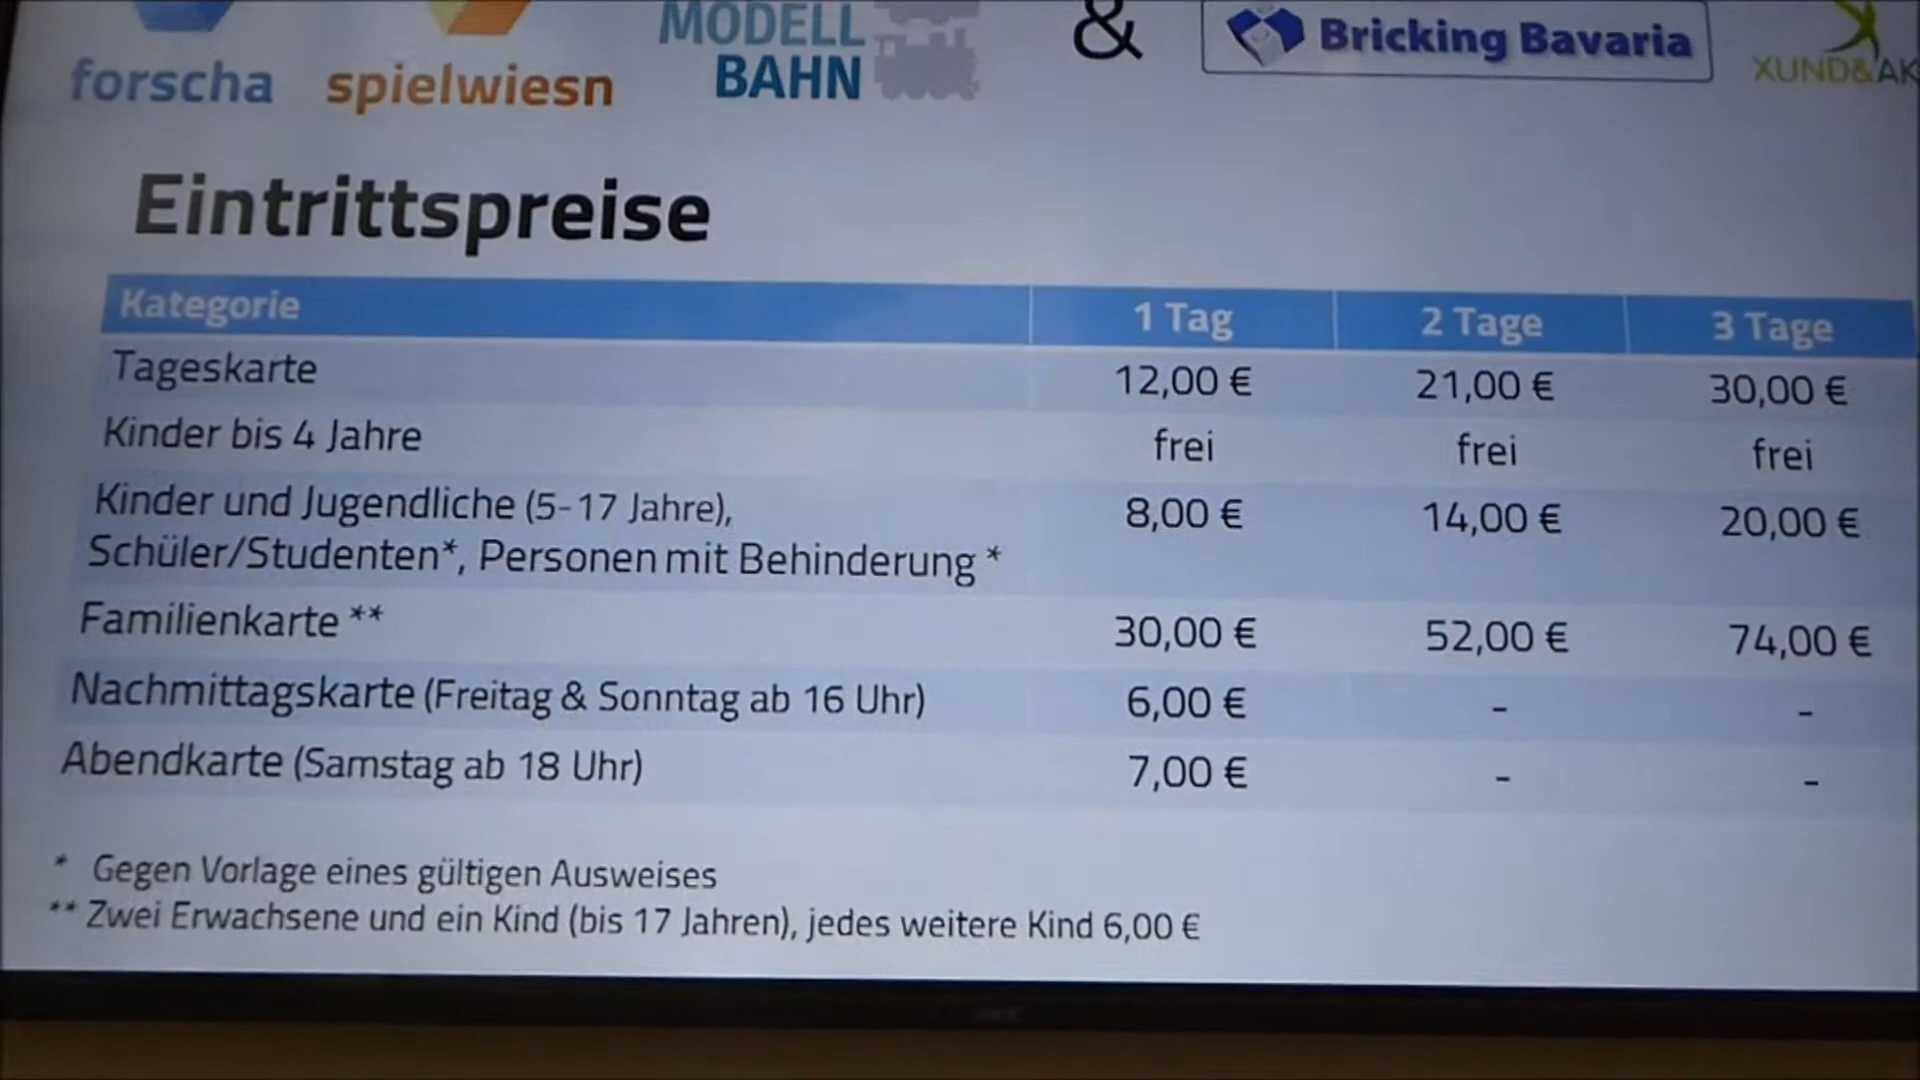 forscha
spielwiesn
MODELL
BAHN
&
Bricking Bavaria
XUND&AK
Eintrittspreise
Kategorie 1 Tag 2 Tage 3 Tage
Tageskarte 12,00 € 21,00 € 30,00 €
Kinder bis 4 Jahre frei frei frei
Kinder und Jugendliche (5-17 Jahre), 8,00 € 14,00 € 20,00 €
Schüler/Studenten*, Personen mit Behinderung *
Familienkarte ** 30,00 € 52,00 € 74,00 €
Nachmittagskarte (Freitag & Sonntag ab 16 Uhr) 6,00 € - -
Abendkarte (Samstag ab 18 Uhr) 7,00 € - -
* Gegen Vorlage eines gültigen Ausweises
** Zwei Erwachsene und ein Kind (bis 17 Jahren), jedes weitere Kind 6,00 €